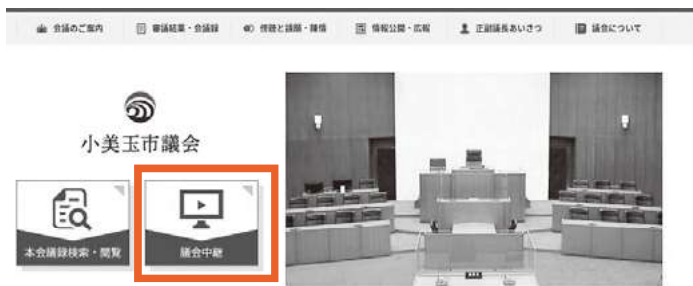 会議のご案内 審議結果・会議録 傍聴と請願・陳情 情報公開・広報 正副議長あいさつ 議会について
小美玉市議会
本会議録検索・閲覧 議会中継